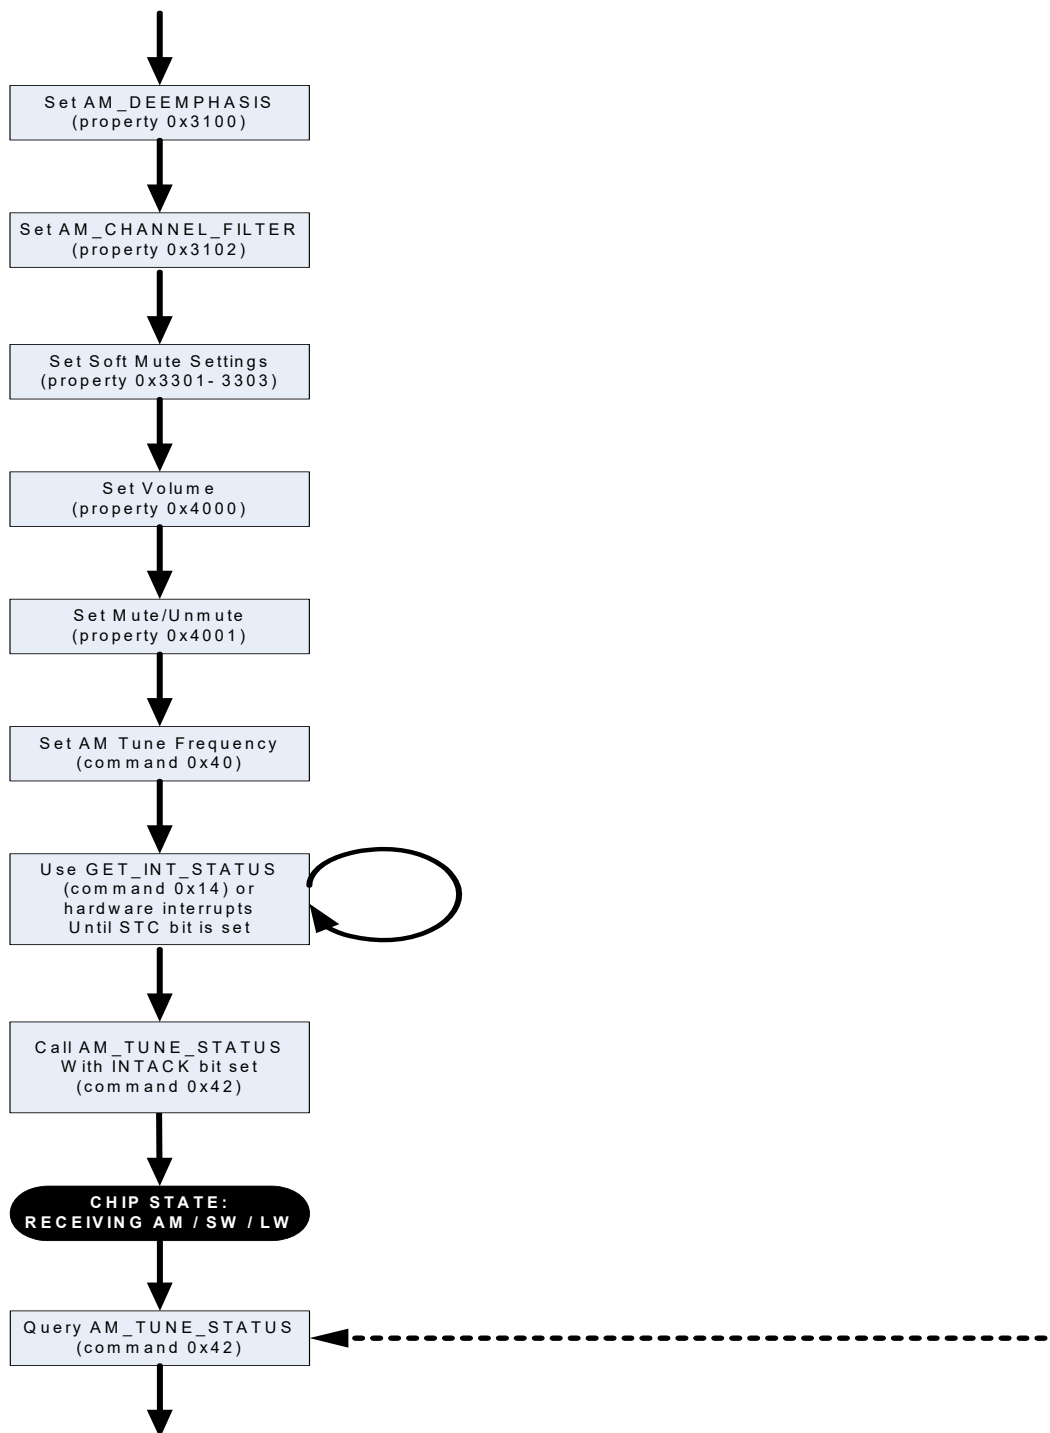 Set AM_DEEMPHASIS
(property 0x3100)
Set AM_CHANNEL_FILTER
(property 0x3102)
Set Soft Mute Settings
(property 0x3301- 3303)
Set Volume
(property 0x4000)
Set Mute/Unmute
(property 0x4001)
Set AM Tune Frequency
(command 0x40)
Use GET_INT_STATUS
(command 0x14) or
hardware interrupts
Until STC bit is set
Call AM_TUNE_STATUS
With INTACK bit set
(command 0x42)
CHIP STATE:
RECEIVING AM / SW / LW
Query AM_TUNE_STATUS
(command 0x42)